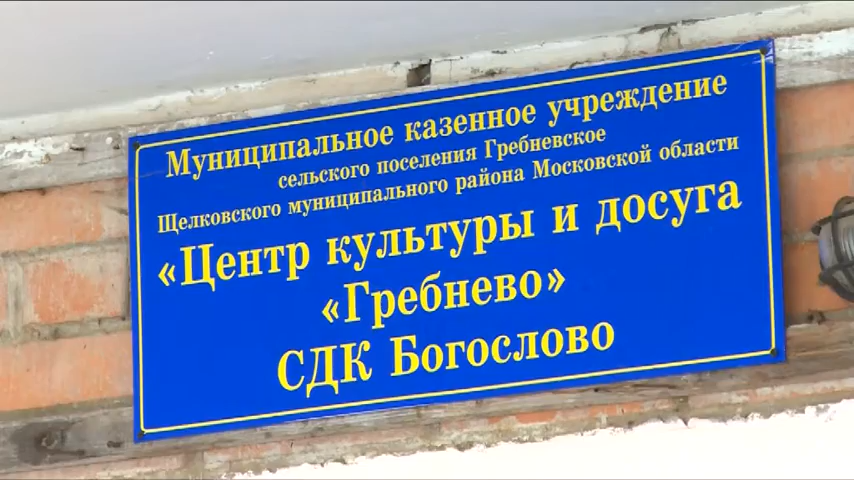 Муниципальное казенное учреждение
сельского поселения Гребневское
Щелковского муниципального района Московской области
«Центр культуры и досуга
«Гребнево»
СДК Богослово